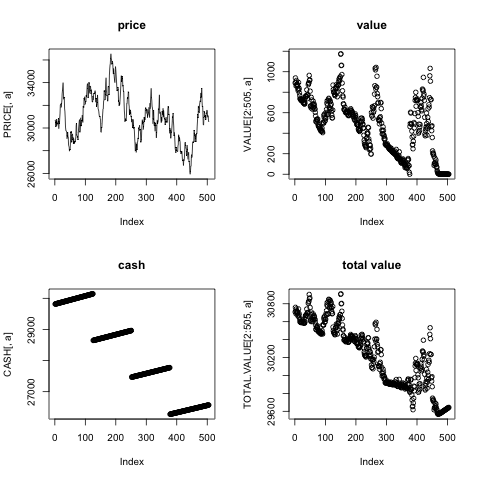 price
PRICE[, a]
26000 30000 34000
0 100 200 300 400 500
Index
value
VALUE[2:505, a]
0 200 600 1000
0 100 200 300 400 500
Index
cash
CASH[, a]
27000 29000
0 100 200 300 400 500
Index
total value
TOTAL.VALUE[2:505, a]
29600 30200 30800
0 100 200 300 400 500
Index